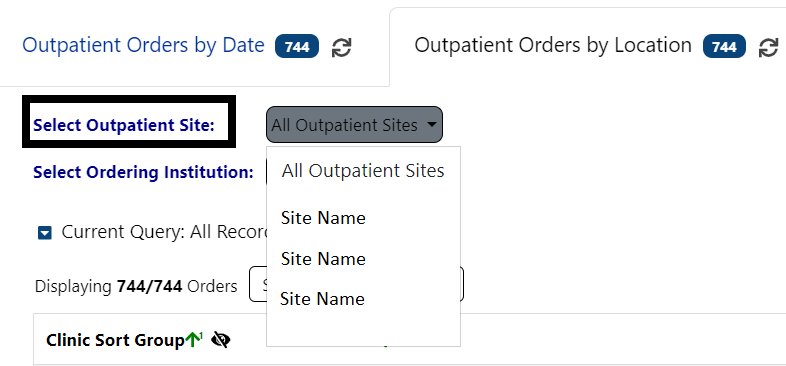 Outpatient Orders by Date 744
Outpatient Orders by Location 744
Select Outpatient Site: All Outpatient Sites
All Outpatient Sites
Select Ordering Institution:
Site Name
Current Query: All
Site Name
Displaying 744/744 Orders
Site Name
Clinic Sort Group 1